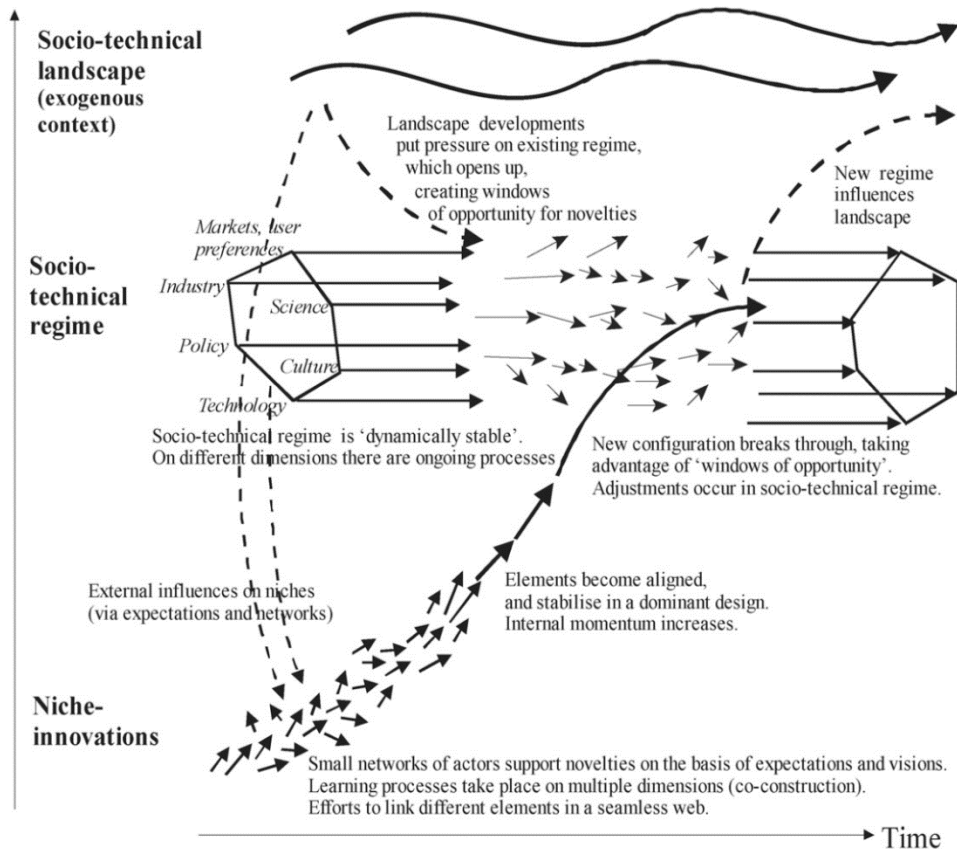 Socio-technical
landscape
(exogenous
context)
Landscape developments
put pressure on existing regime,
which opens up,
creating windows
of opportunity for novelties
New regime
influences
landscape
Markets, user
preferences
Socio-
technical
regime
Industry
Science
Policy
Culture
Technology
Socio-technical regime is ‘dynamically stable’.
On different dimensions there are ongoing processes
New configuration breaks through, taking
advantage of ‘windows of opportunity’.
Adjustments occur in socio-technical regime.
External influences on niches
(via expectations and networks)
Elements become aligned,
and stabilise in a dominant design.
Internal momentum increases.
Niche-
innovations
Small networks of actors support novelties on the basis of expectations and visions.
Learning processes take place on multiple dimensions (co-construction).
Efforts to link different elements in a seamless web.
Time